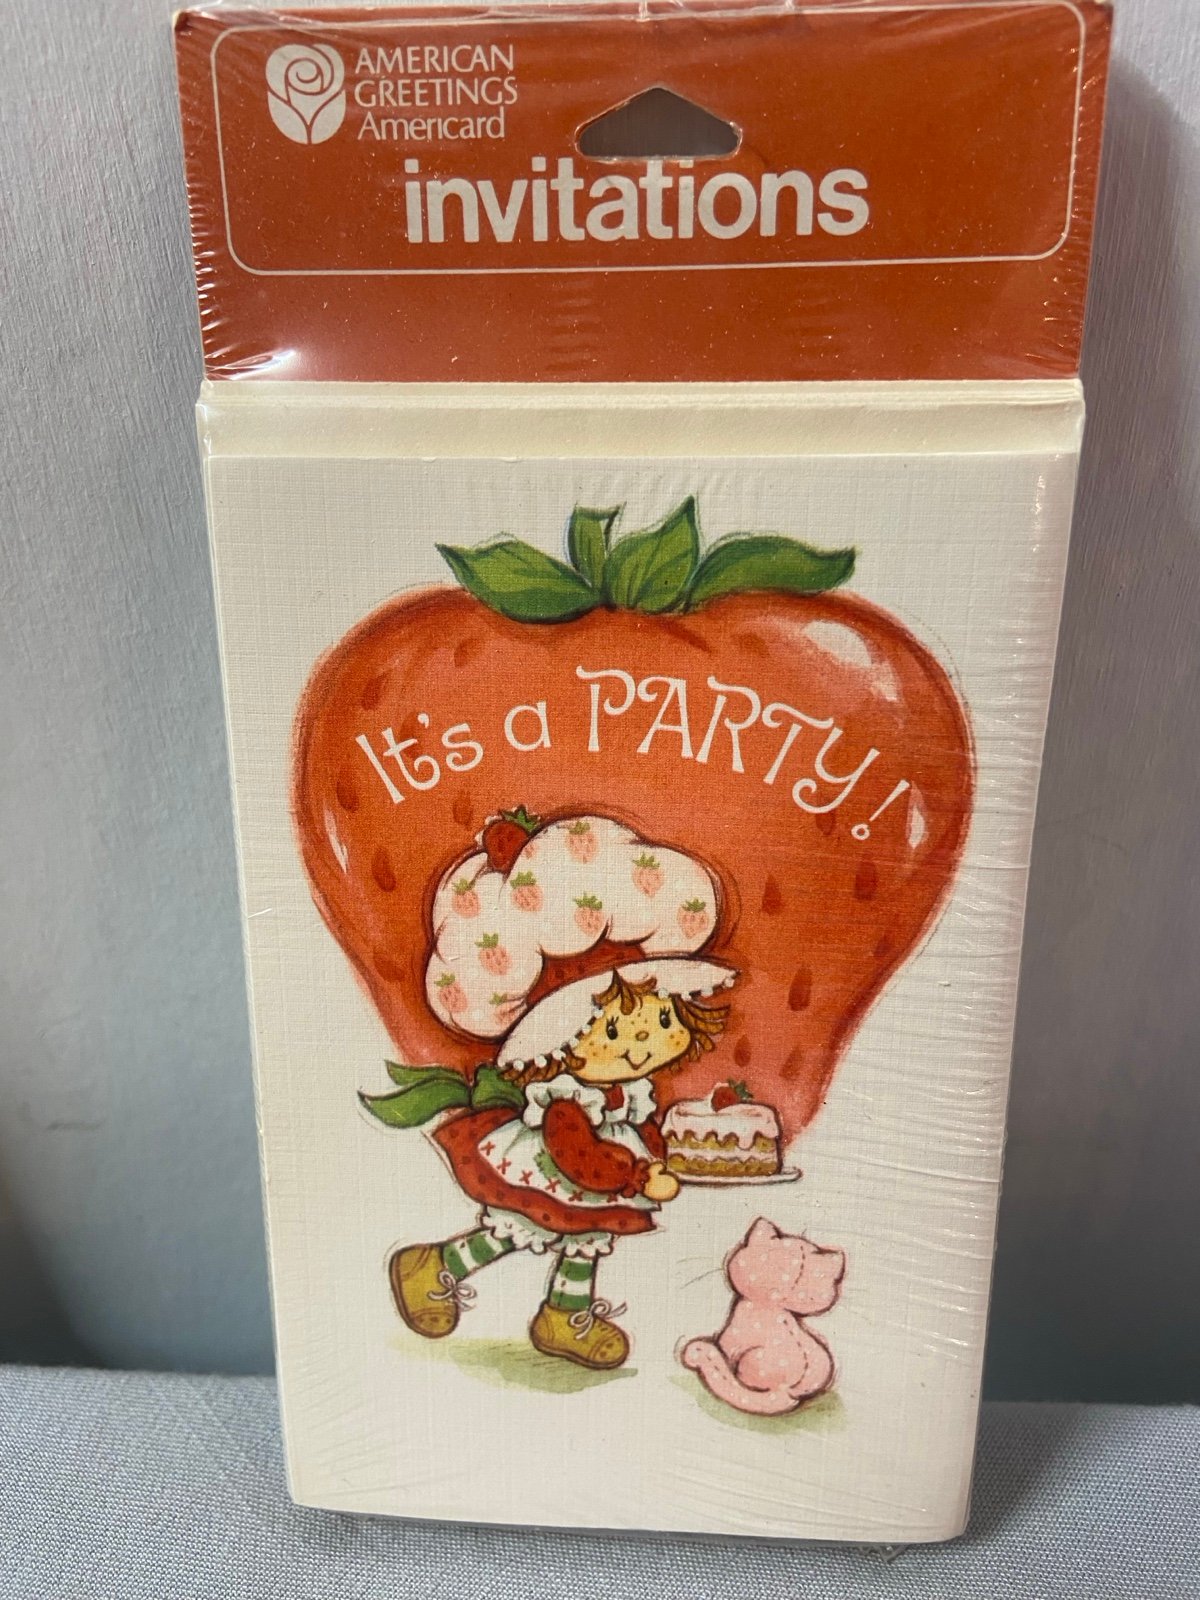 AMERICAN
GREETINGS
Americard
invitations
It's a PARTY!